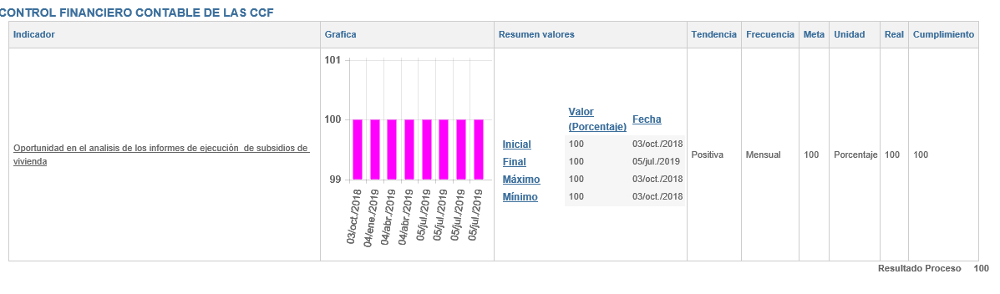 CONTROL FINANCIERO CONTABLE DE LAS CCF
Indicador Grafica Resumen valores Tendencia Frecuencia Meta Unidad Real Cumplimiento
Oportunidad en el analisis de los informes de ejecución de subsidios de
vivienda
101
100
99
03/oct./2018
04/ene./2019
04/abr./2019
04/abr./2019
05/jul./2019
05/jul./2019
05/jul./2019
05/jul./2019
Valor
(Porcentaje) Fecha
Inicial 100 03/oct./2018
Final 100 05/jul./2019
Máximo 100 03/oct./2018
Mínimo 100 03/oct./2018
Positiva Mensual 100 Porcentaje 100 100
Resultado Proceso 100